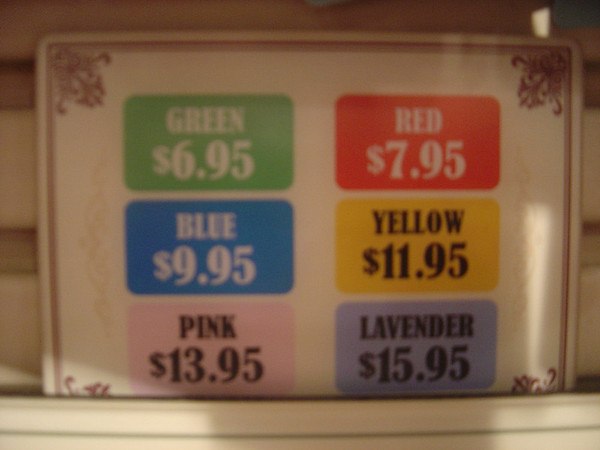 GREEN
$6.95
RED
$7.95
BLUE
$9.95
YELLOW
$11.95
PINK
$13.95
LAVENDER
$15.95